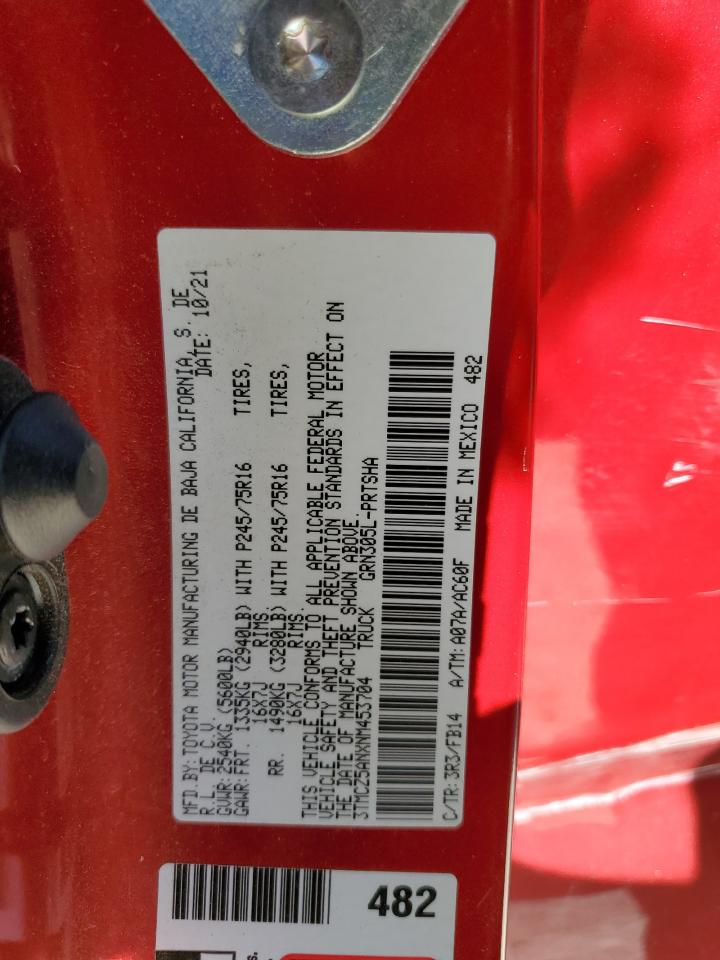 MFD.BY:TOYOTA MOTOR MANUFACTURING DE BAJA CALIFORNIA, S. DE
R.L. DE C.V. DATE: 10/21
GVWR:2540KG (5600LB)
GAWR:FRT. 1335KG (2940LB) WITH P245/75R16 TIRES,
16X7J RIMS
RR. 1490KG (3280LB) WITH P245/75R16 TIRES,
16X7J RIMS.
THIS VEHICLE CONFORMS TO ALL APPLICABLE FEDERAL MOTOR
VEHICLE SAFETY AND THEFT PREVENTION STANDARDS IN EFFECT ON
THE DATE OF MANUFACTURE SHOWN ABOVE.
3TMCZ5ANXNM453704 TRUCK GRN305L-PRTSHA
C/TR:3R3/FB14 A/TM:A07A/AC60F MADE IN MEXICO 482
482
s.